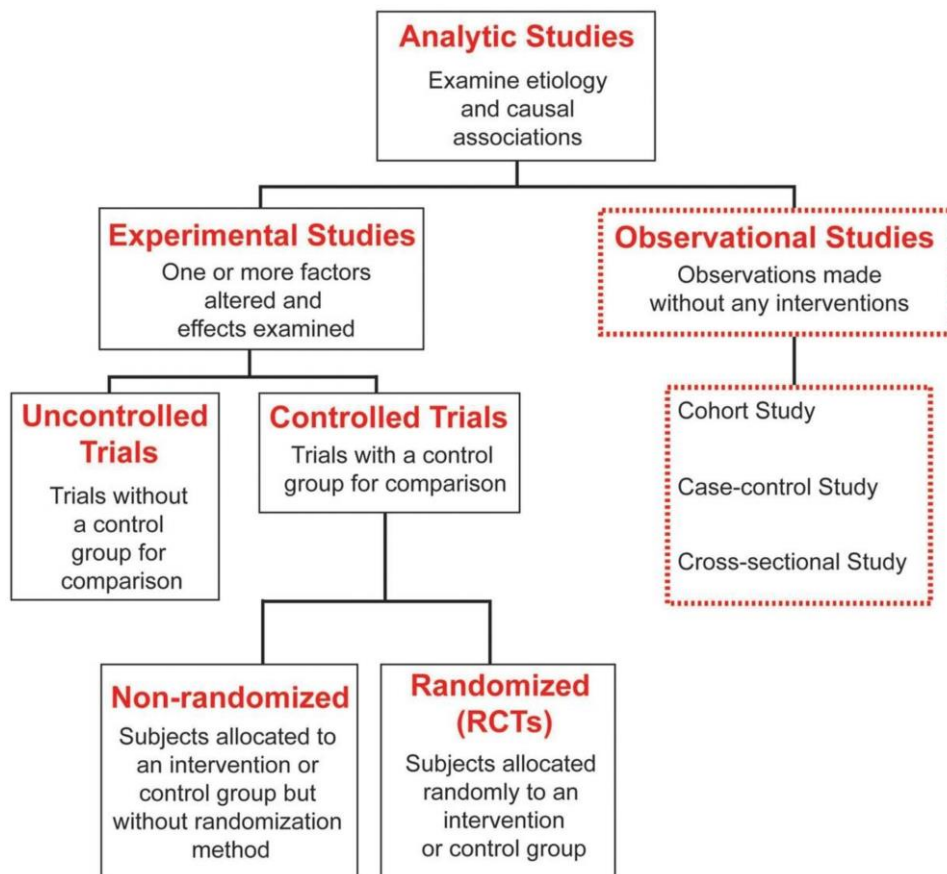 Analytic Studies
Examine etiology
and causal
associations
Experimental Studies
One or more factors
altered and
effects examined
Observational Studies
Observations made
without any interventions
Uncontrolled
Trials
Trials without
a control
group for
comparison
Controlled Trials
Trials with a control
group for comparison
Cohort Study
Case-control Study
Cross-sectional Study
Non-randomized
Subjects allocated to
an intervention or
control group but
without randomization
method
Randomized
(RCTs)
Subjects allocated
randomly to an
intervention
or control group